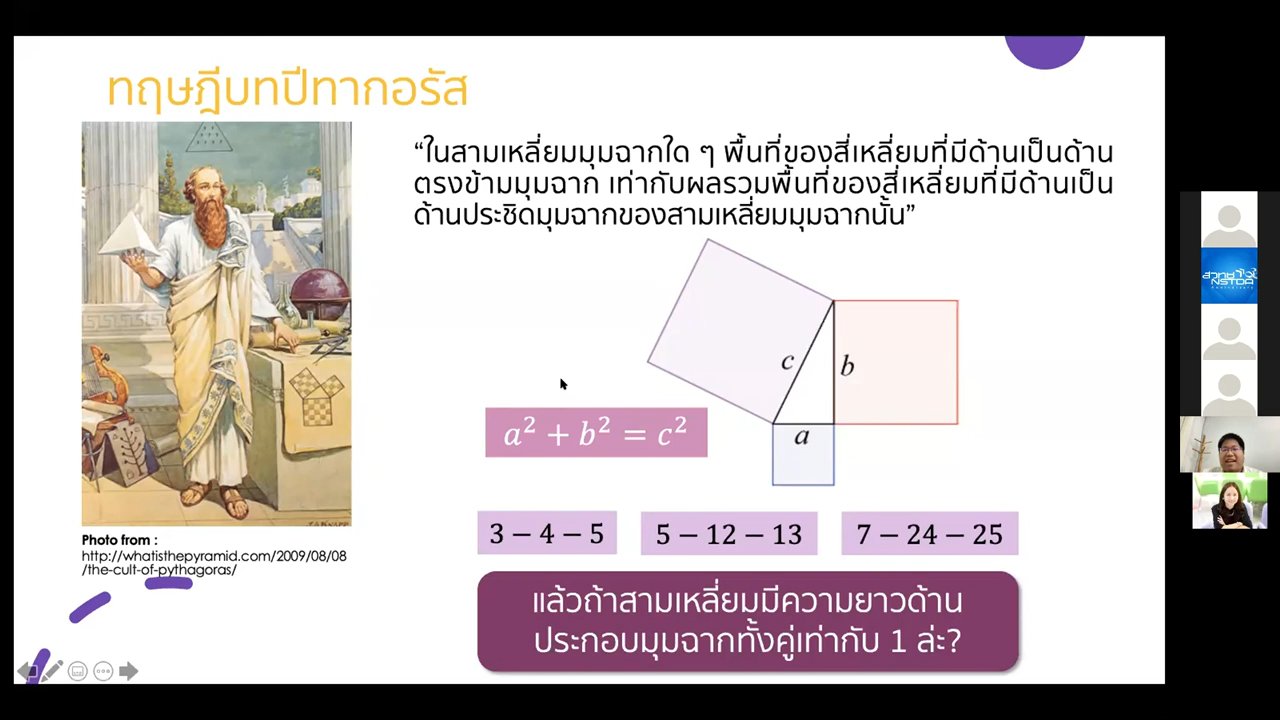 ทฤษฎีบทปีทากอรัส
“ในสามเหลี่ยมมุมฉากใด ๆ พื้นที่ของสี่เหลี่ยมที่มีด้านเป็นด้าน
ตรงข้ามมุมฉาก เท่ากับผลรวมพื้นที่ของสี่เหลี่ยมที่มีด้านเป็น
ด้านประชิดมุมฉากของสามเหลี่ยมมุมฉากนั้น”
c
b
a
a² + b² = c²
3 – 4 – 5
5 – 12 – 13
7 – 24 – 25
แล้วถ้าสามเหลี่ยมมีความยาวด้าน
ประกอบมุมฉากทั้งคู่เท่ากับ 1 ล่ะ?
Photo from :
http://whatisthepyramid.com/2009/08/08
/the-cult-of-pythagoras/
NSTDA